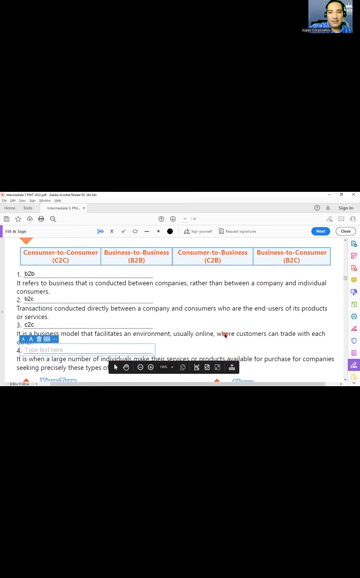 Intermediate 5 PMT 2022.pdf - Adobe Acrobat Reader DC (64-bit)
File Edit View Sign Window Help
Home Tools Intermediate 5 PMT... × Sign In
Fill & Sign Sign yourself Request signatures Next Close
Consumer-to-Consumer (C2C) Business-to-Business (B2B) Consumer-to-Business (C2B) Business-to-Consumer (B2C)
1. b2b
It refers to business that is conducted between companies, rather than between a company and individual
consumers.
2. b2c
Transactions conducted directly between a company and consumers who are the end-users of its products
or services.
3. c2c
It is a business model that facilitates an environment, usually online, where customers can trade with each
4. Type text here
It is when a large number of individuals make their services or products available for purchase for companies
seeking precisely these types of